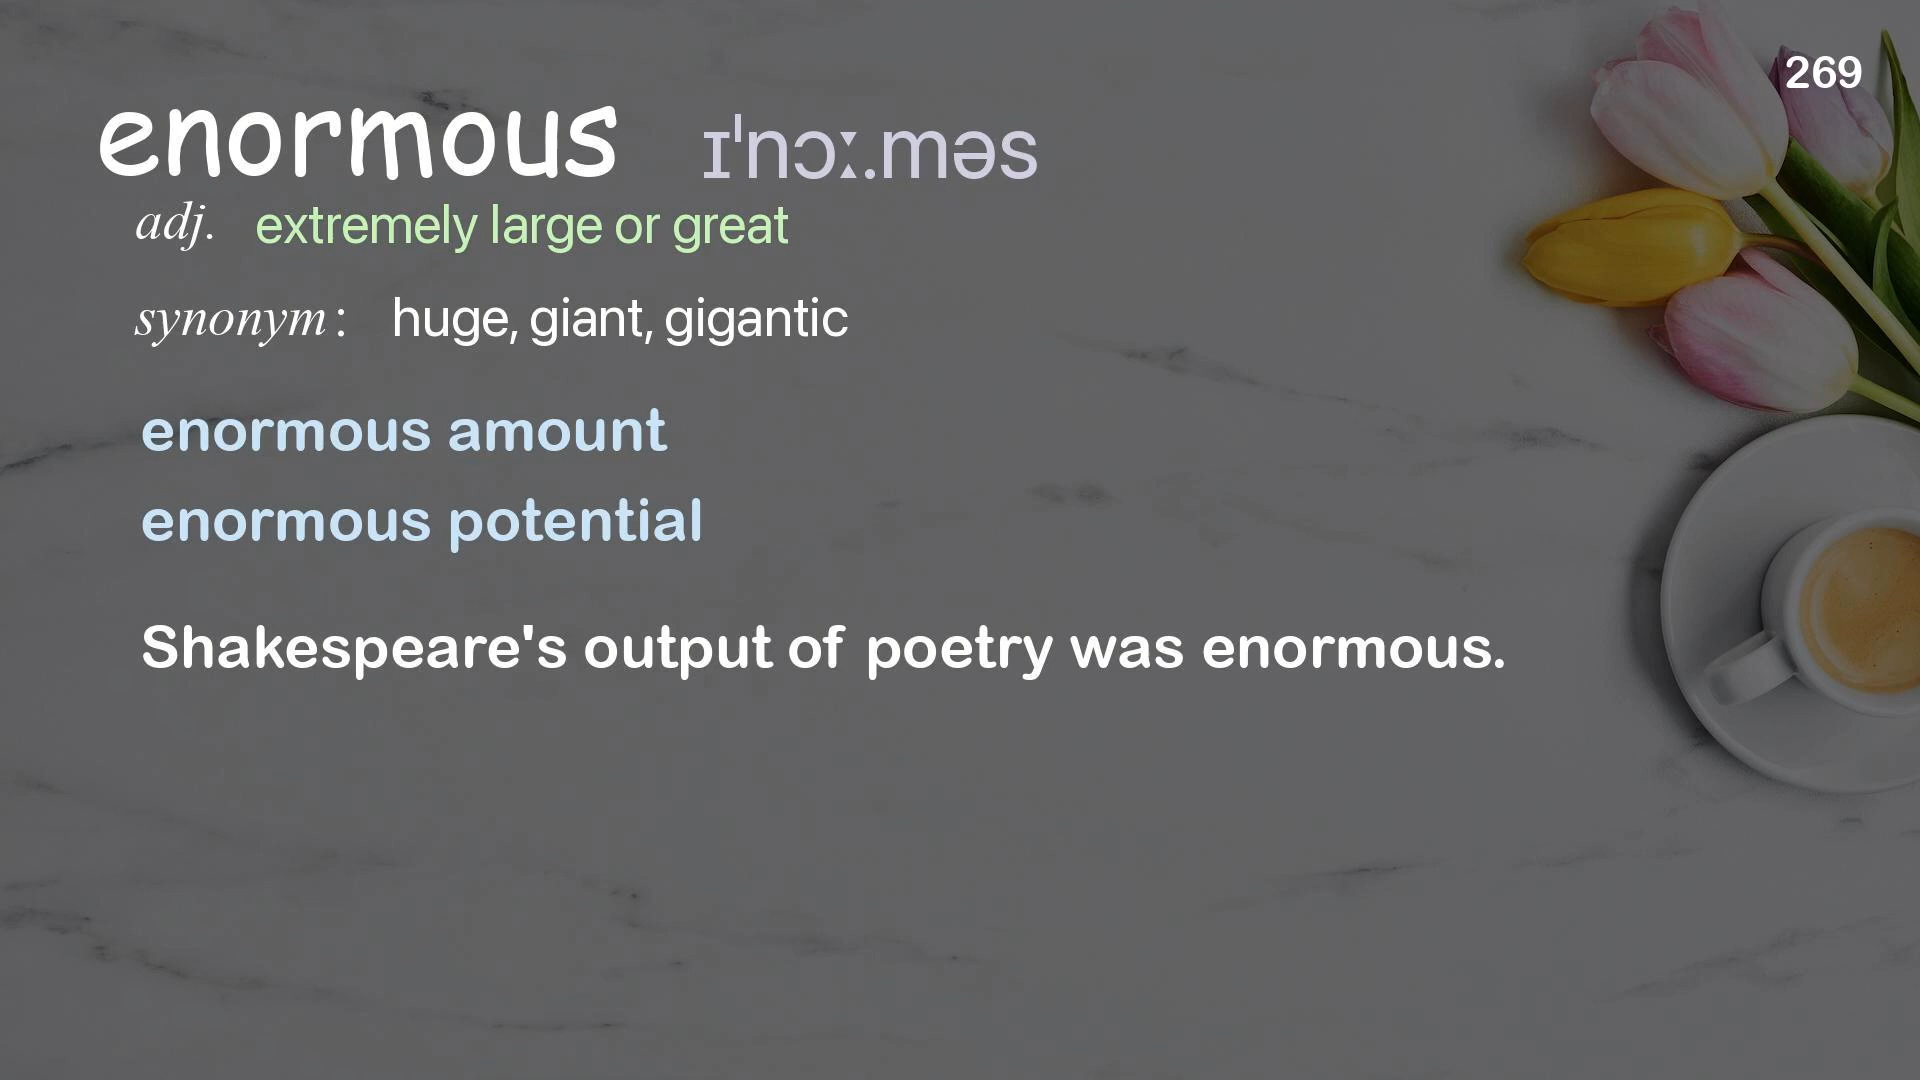 269
enormous ɪˈnɔː.məs
adj. extremely large or great
synonym: huge, giant, gigantic
enormous amount
enormous potential
Shakespeare's output of poetry was enormous.